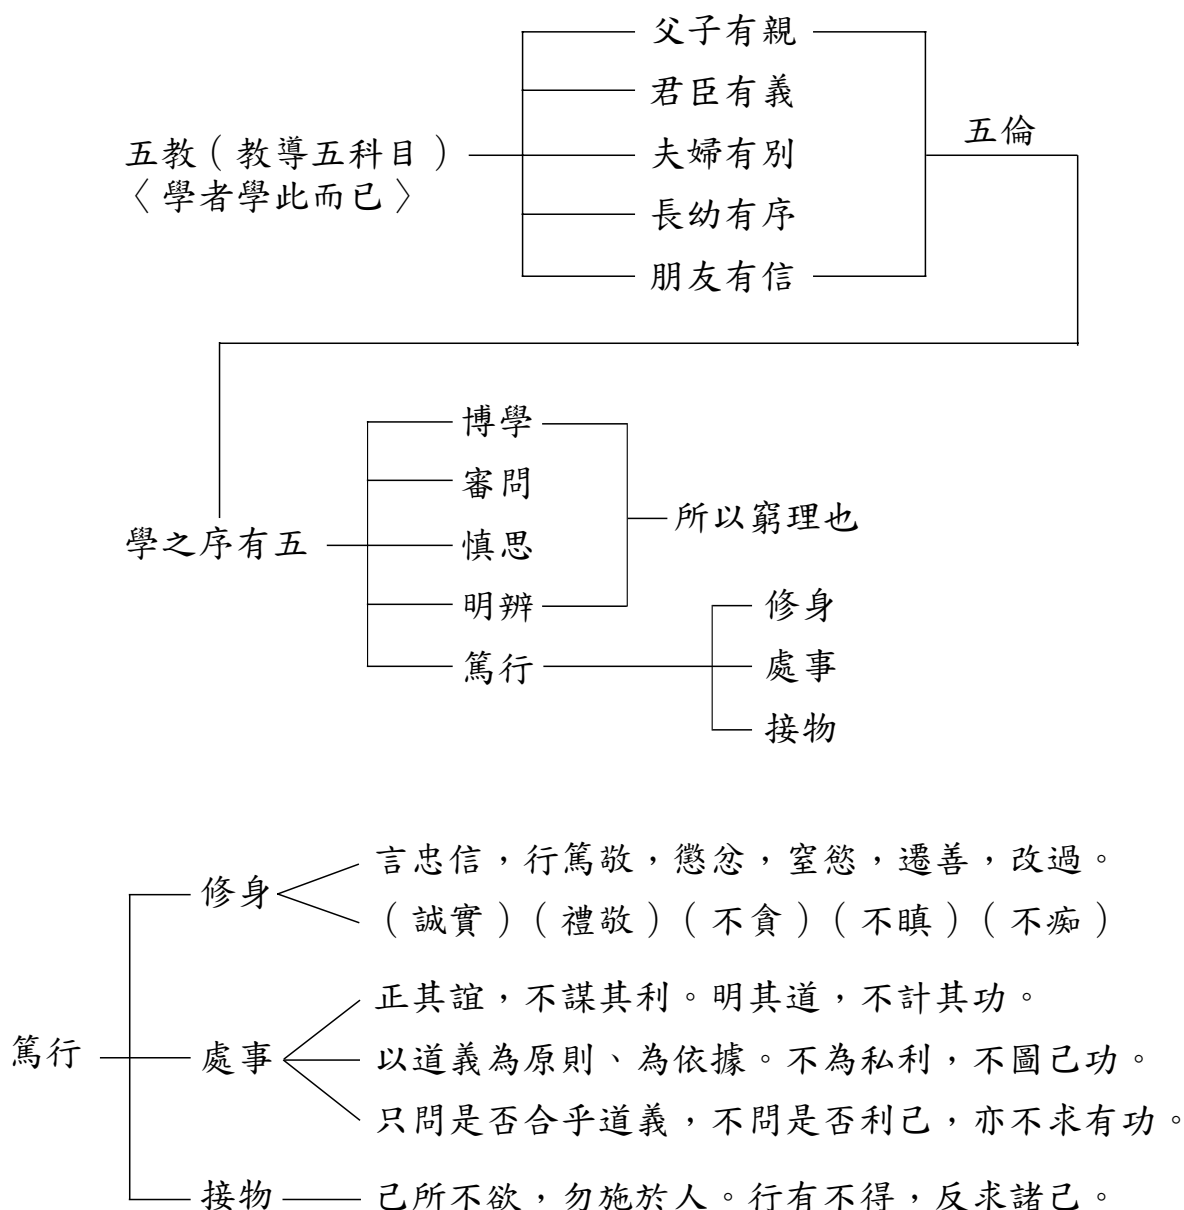 父子有親
君臣有義
五教（教導五科目）
〈學者學此而已〉
夫婦有別
長幼有序
朋友有信
五倫
學之序有五
博學
審問
慎思
明辨
篤行
所以窮理也
修身
處事
接物
篤行
修身
言忠信，行篤敬，懲忿，窒慾，遷善，改過。
（誠實）（禮敬）（不貪）（不瞋）（不痴）
處事
正其誼，不謀其利。明其道，不計其功。
以道義為原則、為依據。不為私利，不圖己功。
只問是否合乎道義，不問是否利己，亦不求有功。
接物
己所不欲，勿施於人。行有不得，反求諸己。